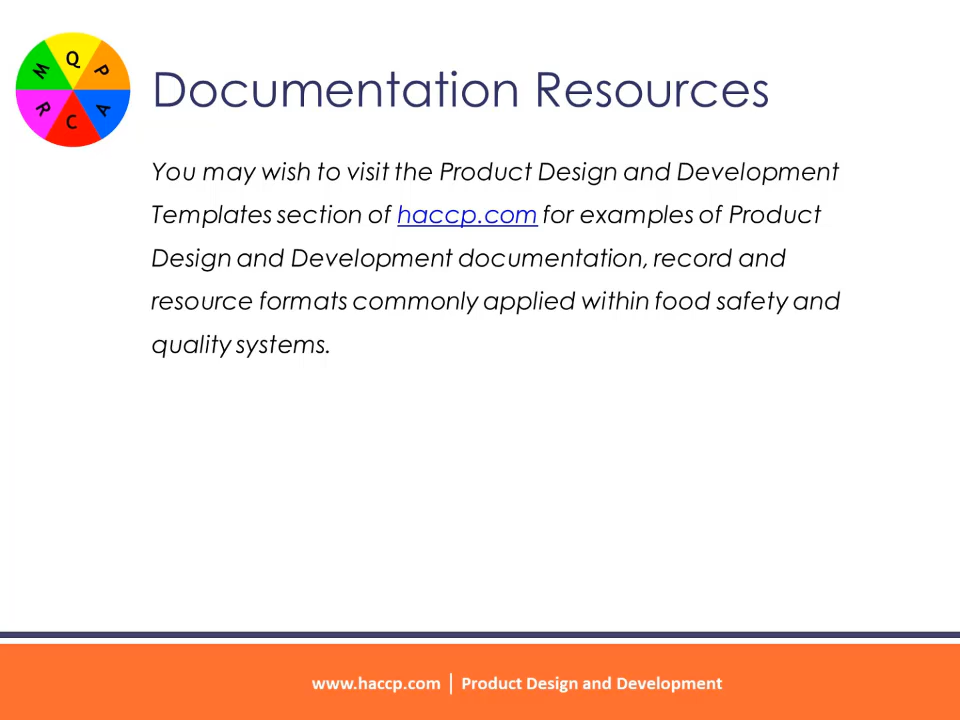 M Q P A C R
Documentation Resources
You may wish to visit the Product Design and Development
Templates section of haccp.com for examples of Product
Design and Development documentation, record and
resource formats commonly applied within food safety and
quality systems.
www.haccp.com | Product Design and Development